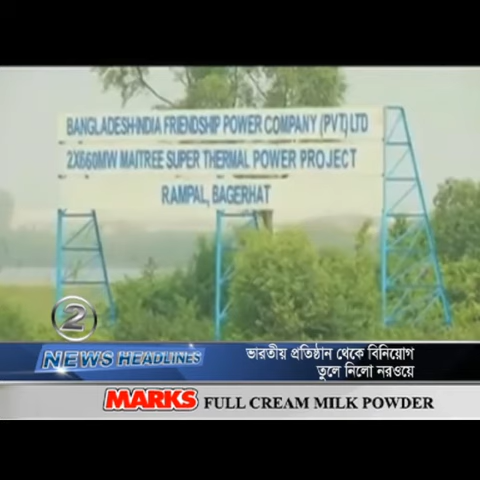 BANGLADESH-INDIA FRIENDSHIP POWER COMPANY (PVT) LTD
2X660MW MAITREE SUPER THERMAL POWER PROJECT
RAMPAL, BAGERHAT
2
NEWS HEADLINES
ভারতীয় প্রতিষ্ঠান থেকে বিনিয়োগ
তুলে নিলো নরওয়ে
MARKS FULL CREAM MILK POWDER